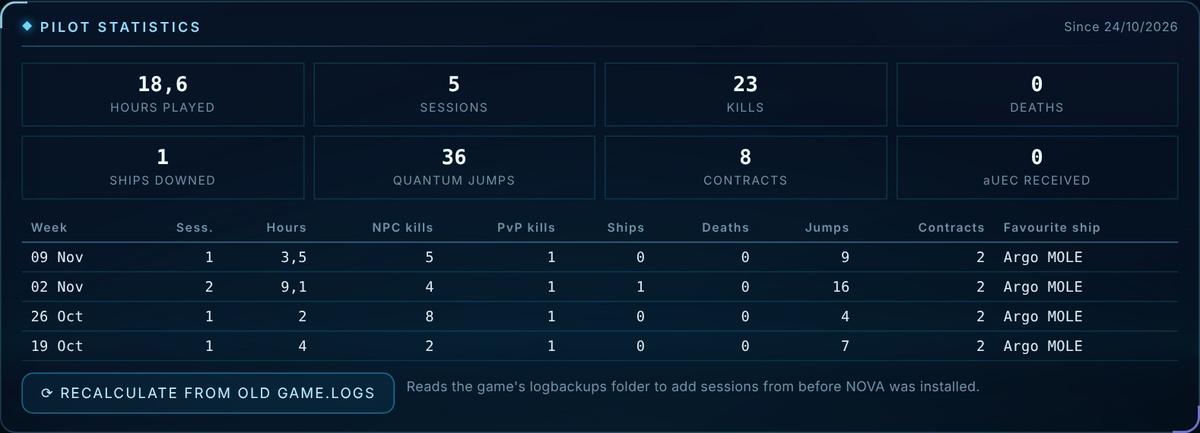 PILOT STATISTICS Since 24/10/2026
18,6 5 23 0
HOURS PLAYED SESSIONS KILLS DEATHS
1 36 8 0
SHIPS DOWNED QUANTUM JUMPS CONTRACTS aUEC RECEIVED
Week Sess. Hours NPC kills PvP kills Ships Deaths Jumps Contracts Favourite ship
09 Nov 1 3,5 5 1 0 0 9 2 Argo MOLE
02 Nov 2 9,1 4 1 1 0 16 2 Argo MOLE
26 Oct 1 2 8 1 0 0 4 2 Argo MOLE
19 Oct 1 4 2 1 0 0 7 2 Argo MOLE
⟳ RECALCULATE FROM OLD GAME.LOGS Reads the game's logbackups folder to add sessions from before NOVA was installed.